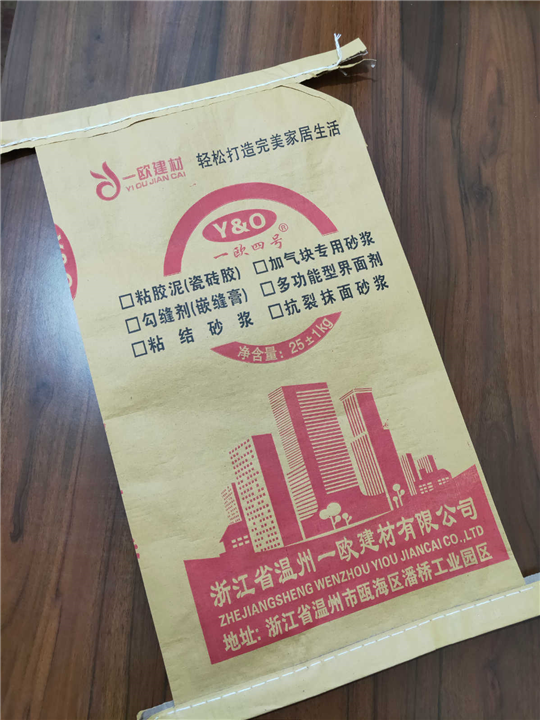 一欧建材
YI OU JIAN CAI
轻松打造完美家居生活
Y&O
一欧四号®
□粘胶泥(瓷砖胶) □加气块专用砂浆
□勾缝剂(嵌缝膏) □多功能型界面剂
□粘结砂浆 □抗裂抹面砂浆
净含量：25±1kg
浙江省温州一欧建材有限公司
ZHEJIANGSHENG WENZHOU YIOU JIANCAI CO.,LTD
地址：浙江省温州市瓯海区潘桥工业园区